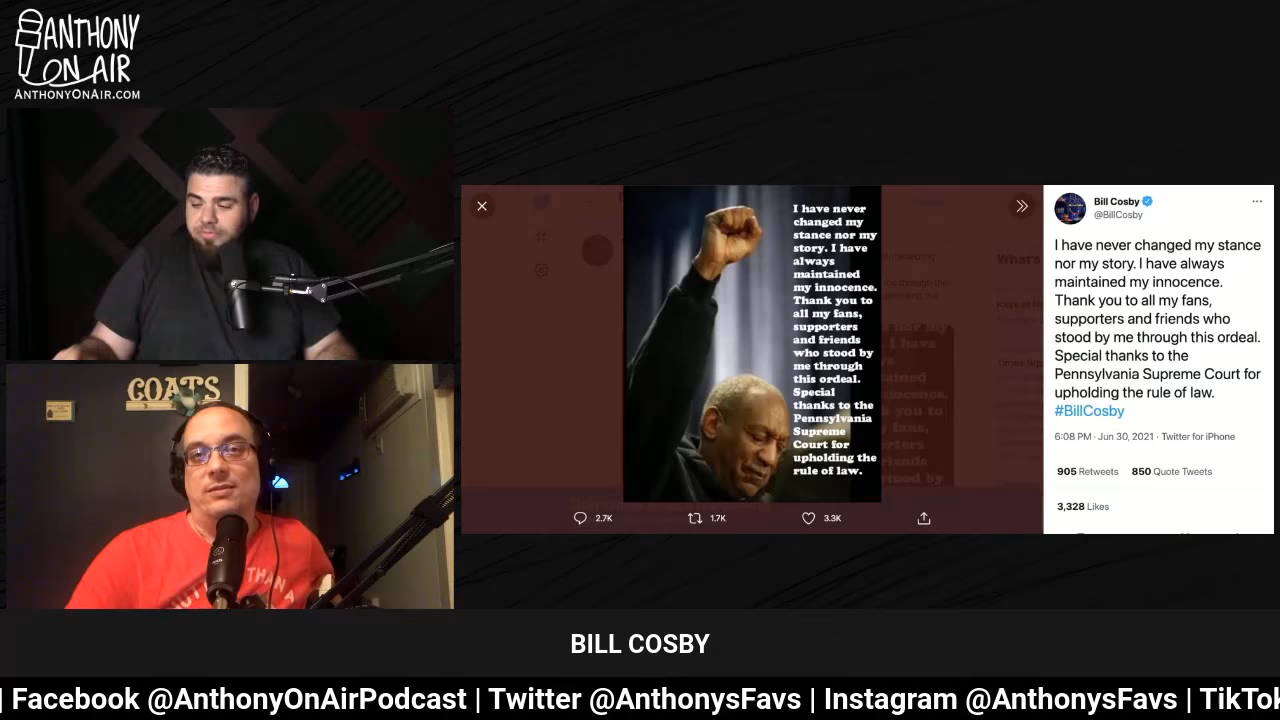 ANTHONY
ON AIR
ANTHONYONAIR.COM
COATS
THAN A
I have never
changed my
stance nor my
story. I have
always
maintained
my innocence.
Thank you to
all my fans,
supporters
and friends
who stood by
me through
this ordeal.
Special
thanks to the
Pennsylvania
Supreme
Court for
upholding the
rule of law.
2.7K
1.7K
3.3K
Bill Cosby
@BillCosby
I have never changed my stance
nor my story. I have always
maintained my innocence.
Thank you to all my fans,
supporters and friends who
stood by me through this ordeal.
Special thanks to the
Pennsylvania Supreme Court for
upholding the rule of law.
#BillCosby
6:08 PM · Jun 30, 2021 · Twitter for iPhone
905 Retweets 850 Quote Tweets
3,328 Likes
BILL COSBY
| Facebook @AnthonyOnAirPodcast | Twitter @AnthonysFavs | Instagram @AnthonysFavs | TikTok